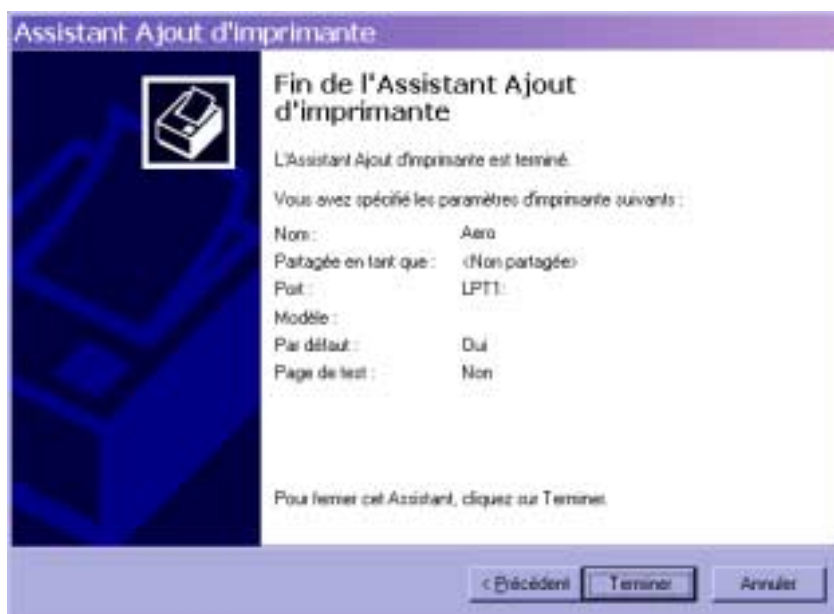 Assistant Ajout d'imprimante
Fin de l'Assistant Ajout
d'imprimante
L'Assistant Ajout d'imprimante est terminé.
Vous avez spécifié les paramètres d'imprimante suivants :
Nom : Aero
Partagée en tant que : <Non partagée>
Port : LPT1:
Modèle :
Par défaut : Oui
Page de test : Non
Pour fermer cet Assistant, cliquez sur Terminer.
< Précédent Terminer Annuler